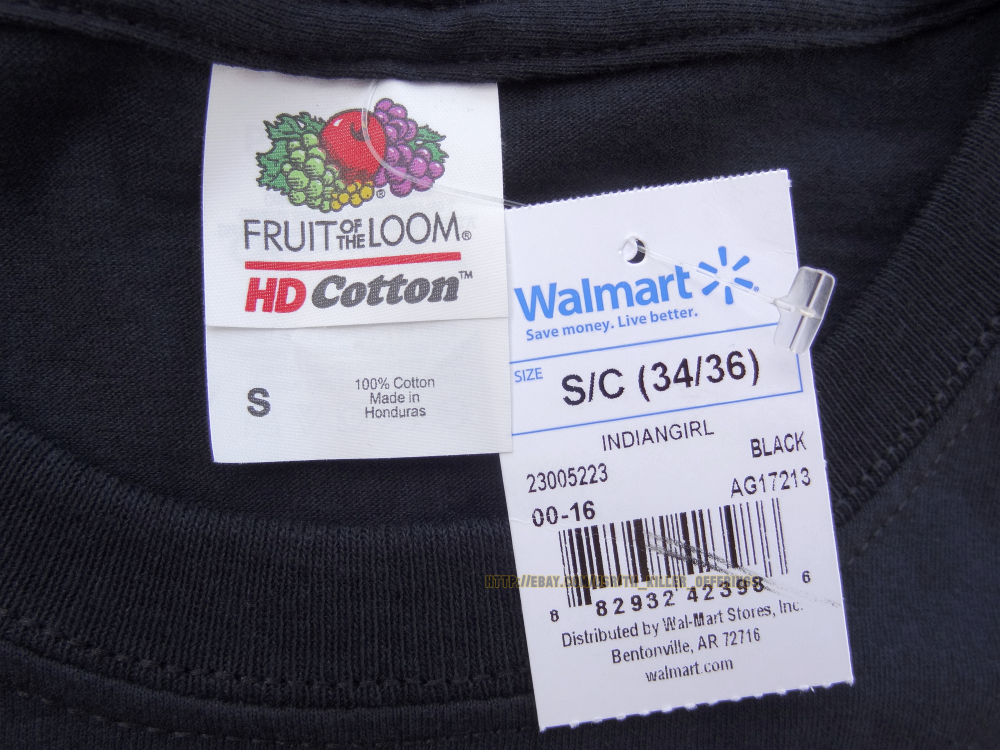 FRUIT OF THE LOOM®
HD Cotton™
S
100% Cotton
Made in
Honduras
Walmart
Save money. Live better.
SIZE
S/C (34/36)
INDIANGIRL
BLACK
23005223
AG17213
00-16
8 82932 42398 6
Distributed by Wal-Mart Stores, Inc.
Bentonville, AR 72716
walmart.com